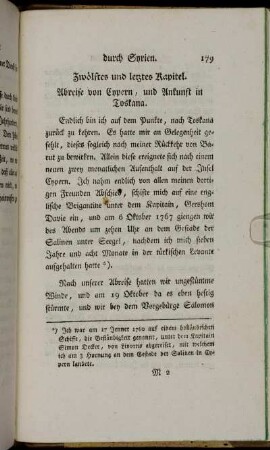 durch Syrien. 179
Zwölftes und letztes Kapitel.
Abreise von Cypern, und Ankunft in
Toskana.
Endlich bin ich auf dem Punkte, nach Toskana
zurück zu kehren. Es hatte mir an Gelegenheit ge-
fehlt, dieses sogleich nach meiner Rückkehr von Ba-
rut zu bewirken. Allein diese ereignete sich nach einem
neuen zwey monatlichen Aufenthalt auf der Insel
Cypern. Ich nahm endlich von allen meinen dorti-
gen Freunden Abschied, schifte mich auf eine eng-
lische Brigandine unter dem Kapitain, Gershom
Davie ein, und am 6 Oktober 1767 giengen wir
des Abends um zehn Uhr an dem Gestade der
Salinen unter Seegel, nachdem ich mich sieben
Jahre und acht Monate in der türkischen Levante
aufgehalten hatte *).
Nach unserer Abreise hatten wir ungestümme
Winde, und am 19 Oktober da es eben heftig
stürmte, und wir bey dem Vorgebürge Salomon
*) Ich war am 17 Jenner 1760 auf einem holländischen
Schiff, die Beständigkeit genannt, unter dem Kapitain
Simon Decker, von Livorno abgereiset, mit welchem
ich am 3 Hornung an dem Gestade der Salinen in Cy-
pern landete.
M 2